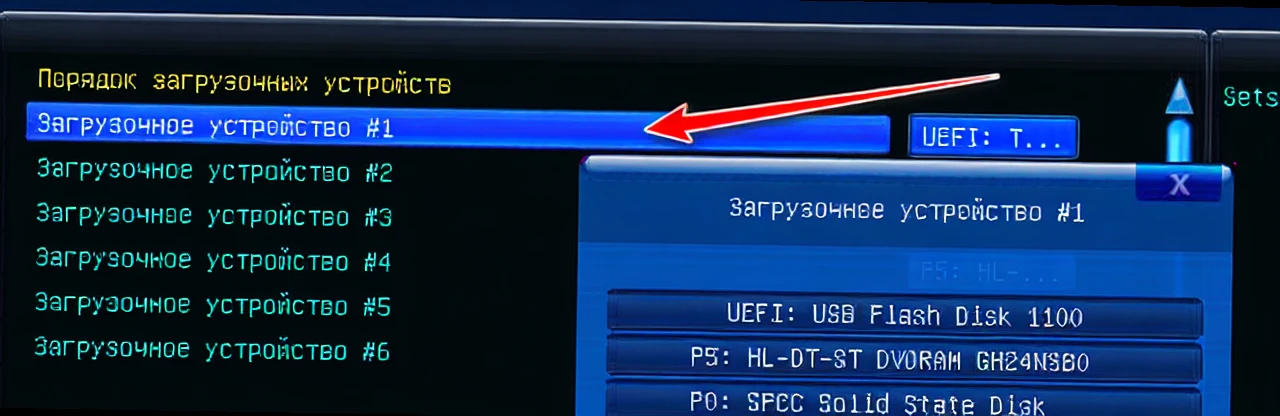 Порядок загрузочных устройств
Sets
Загрузочное устройство #1
UEFI: T...
Загрузочное устройство #2
Загрузочное устройство #3
Загрузочное устройство #4
Загрузочное устройство #5
Загрузочное устройство #6
X
Загрузочное устройство #1
P5: HL-...
UEFI: USB Flash Disk 1100
P5: HL-DT-ST DVDRAM GH24NSB0
P0: SPCC Solid State Disk